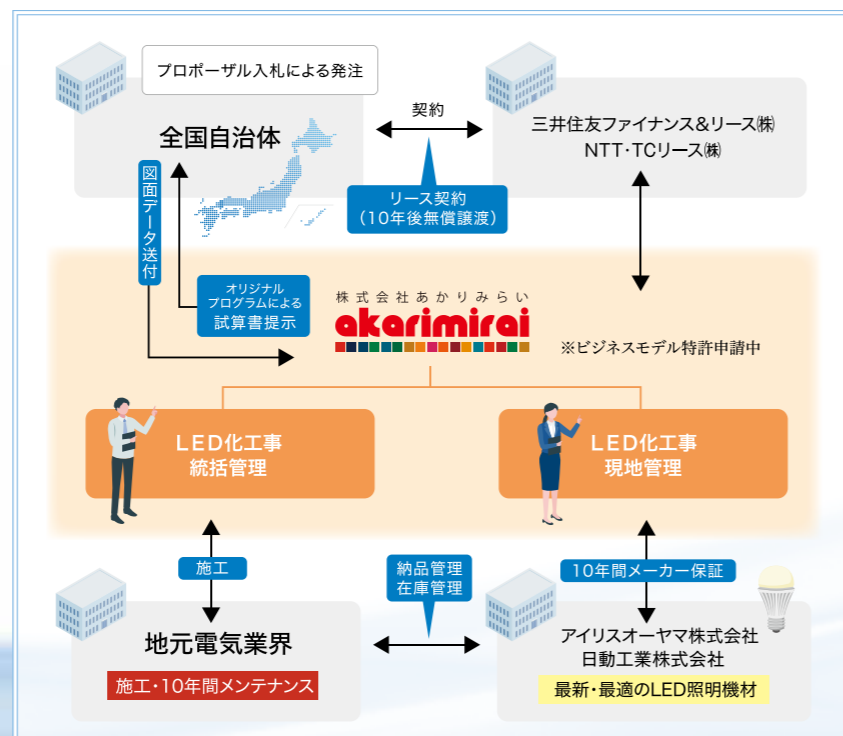 プロポーザル入札による発注
全国自治体
契約
三井住友ファイナンス&リース㈱
NTT・TCリース㈱
リース契約
(10年後無償譲渡)
図面データ送付
オリジナル
プログラムによる
試算書提示
株式会社あかりみらい
akarimirai
※ビジネスモデル特許申請中
LED化工事
統括管理
LED化工事
現地管理
施工
納品管理
在庫管理
10年間メーカー保証
地元電気業界
施工・10年間メンテナンス
アイリスオーヤマ株式会社
日動工業株式会社
最新・最適のLED照明機材